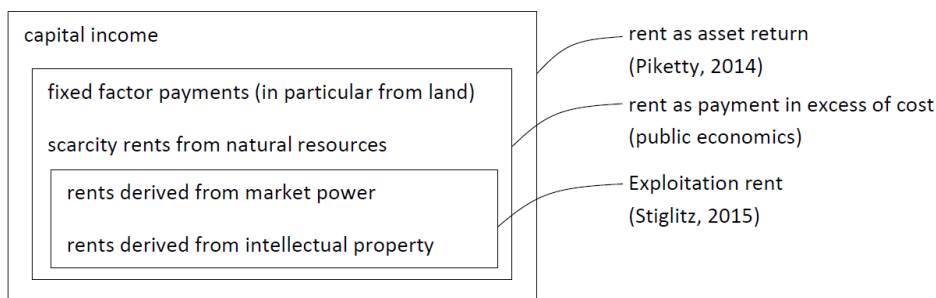 capital income
fixed factor payments (in particular from land)
scarcity rents from natural resources
rents derived from market power
rents derived from intellectual property
rent as asset return
(Piketty, 2014)
rent as payment in excess of cost
(public economics)
Exploitation rent
(Stiglitz, 2015)